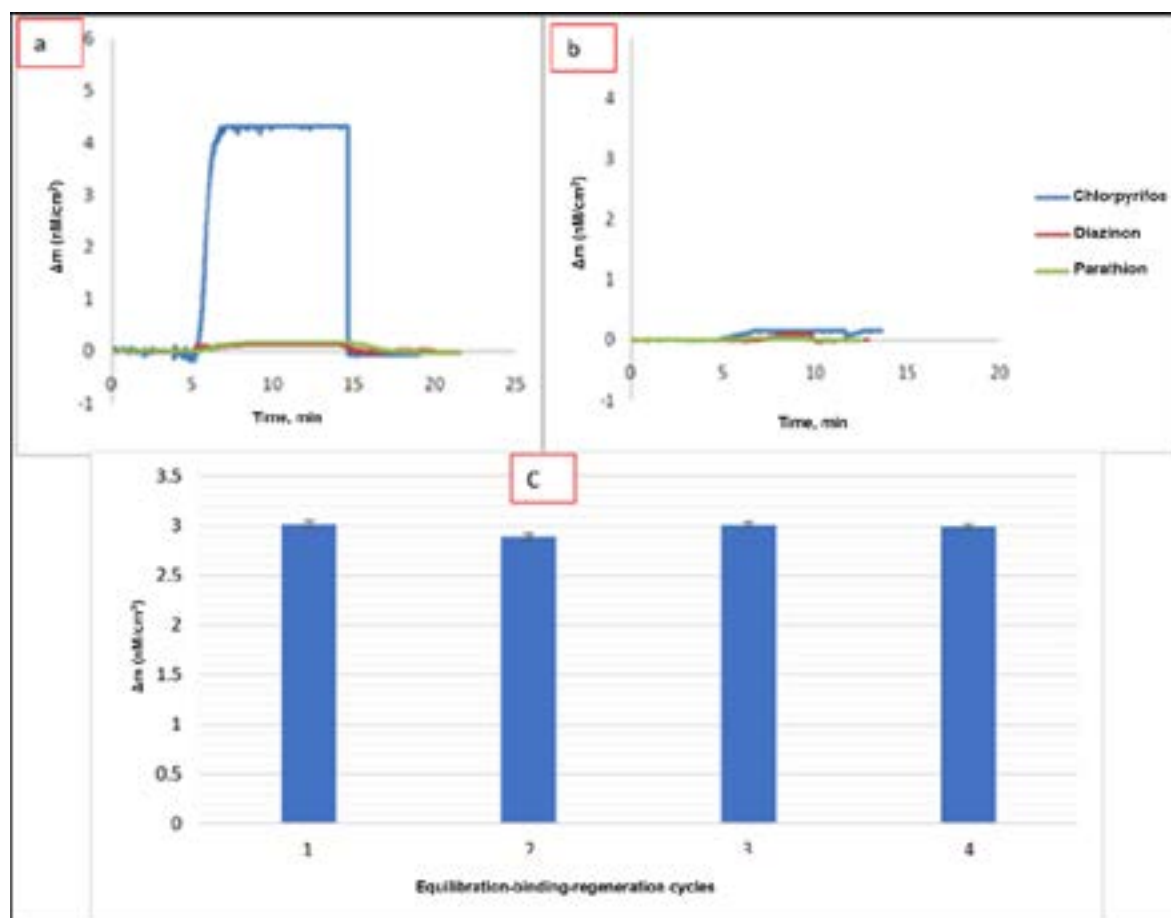 a
6
5
4
3
2
1
0
-1
Δm (nM/cm²)
0 5 10 15 20 25
Time, min
b
4
3
2
1
0
-1
Δm (nM/cm²)
0 5 10 15 20
Time, min
Chlorpyrifos
Diazinon
Parathion
C
3.5
3
2.5
2
1.5
1
0.5
0
Δm (nM/cm²)
1 2 3 4
Equilibration-binding-regeneration cycles